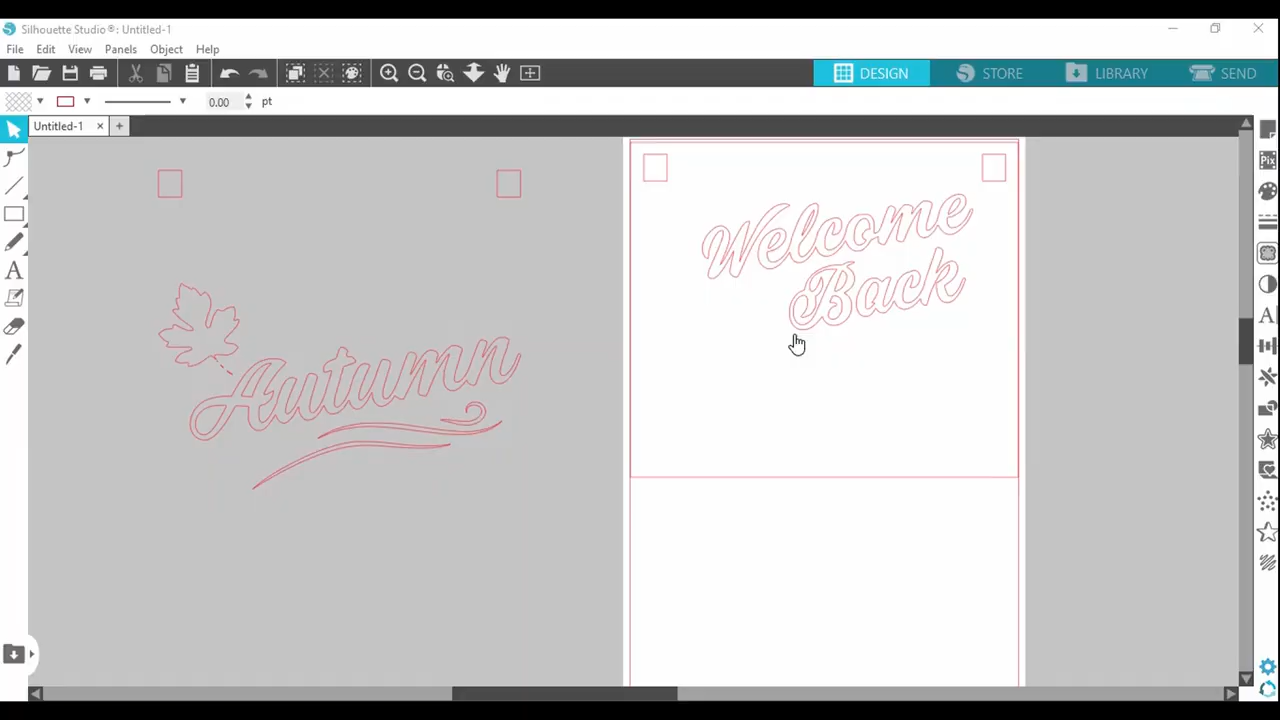 Silhouette Studio®: Untitled-1
File Edit View Panels Object Help
DESIGN STORE LIBRARY SEND
0.00 pt
Untitled-1
Pix
Welcome
Back
Autumn